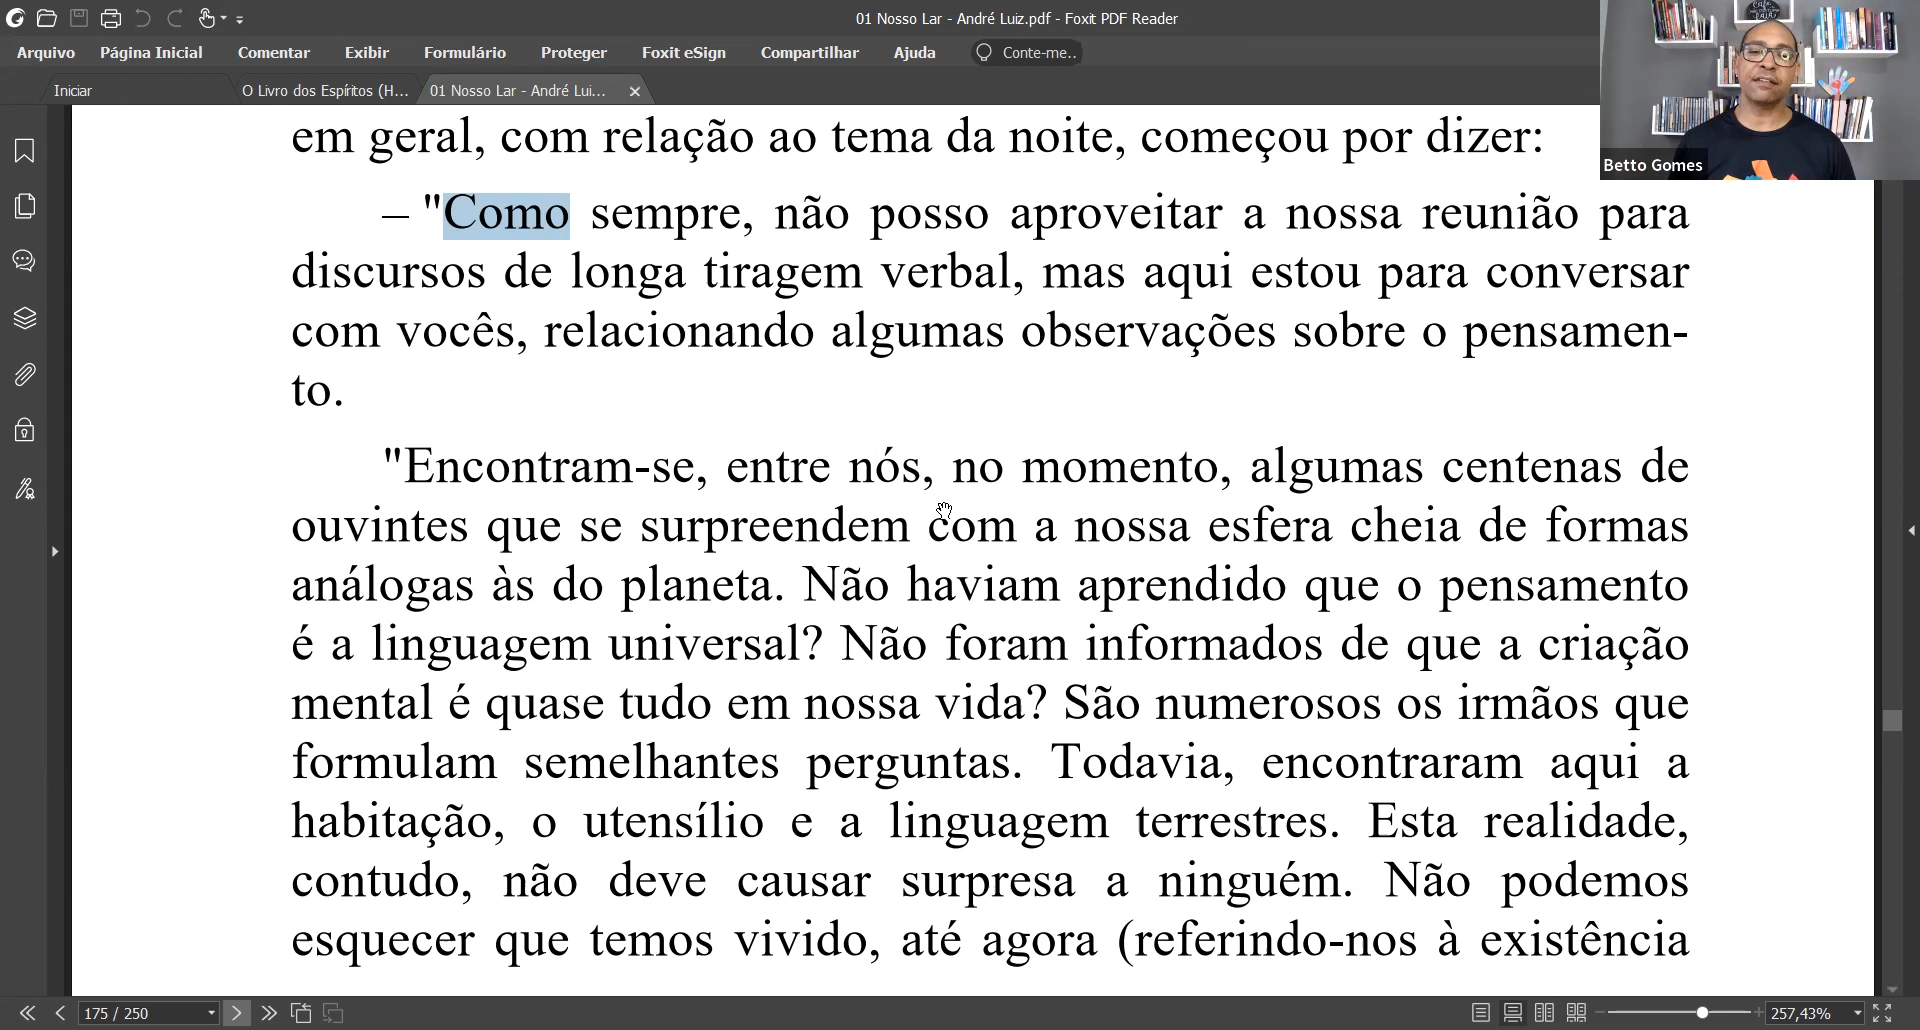 01 Nosso Lar - André Luiz.pdf - Foxit PDF Reader
Arquivo Página Inicial Comentar Exibir Formulário Proteger Foxit eSign Compartilhar Ajuda Conte-me..
Iniciar O Livro dos Espíritos (H... 01 Nosso Lar - André Lui...
Betto Gomes
em geral, com relação ao tema da noite, começou por dizer:
– "Como sempre, não posso aproveitar a nossa reunião para
discursos de longa tiragem verbal, mas aqui estou para conversar
com vocês, relacionando algumas observações sobre o pensamen-
to.
"Encontram-se, entre nós, no momento, algumas centenas de
ouvintes que se surpreendem com a nossa esfera cheia de formas
análogas às do planeta. Não haviam aprendido que o pensamento
é a linguagem universal? Não foram informados de que a criação
mental é quase tudo em nossa vida? São numerosos os irmãos que
formulam semelhantes perguntas. Todavia, encontraram aqui a
habitação, o utensílio e a linguagem terrestres. Esta realidade,
contudo, não deve causar surpresa a ninguém. Não podemos
esquecer que temos vivido, até agora (referindo-nos à existência
175 / 250 257,43%